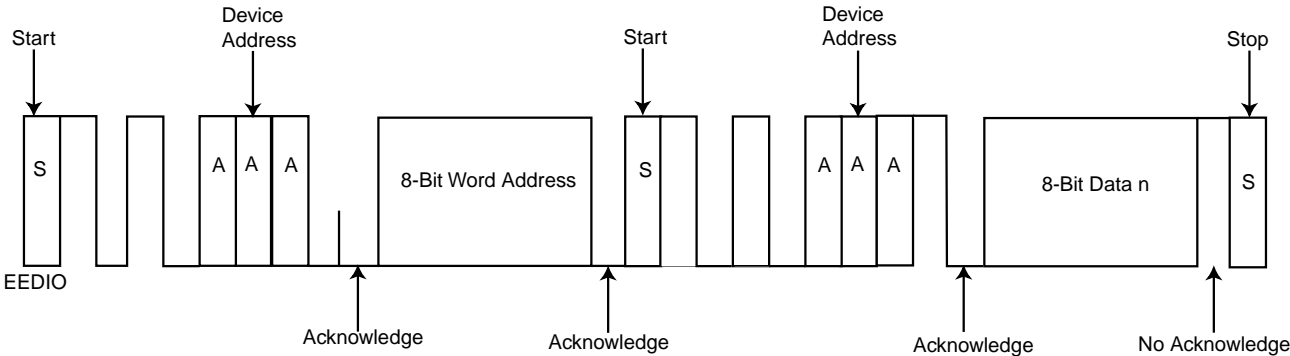 Device
Address
Device
Address
Start
Start
Stop
S
A
A
A
8-Bit Word Address
S
A
A
A
8-Bit Data n
S
EEDIO
Acknowledge
Acknowledge
Acknowledge
No Acknowledge